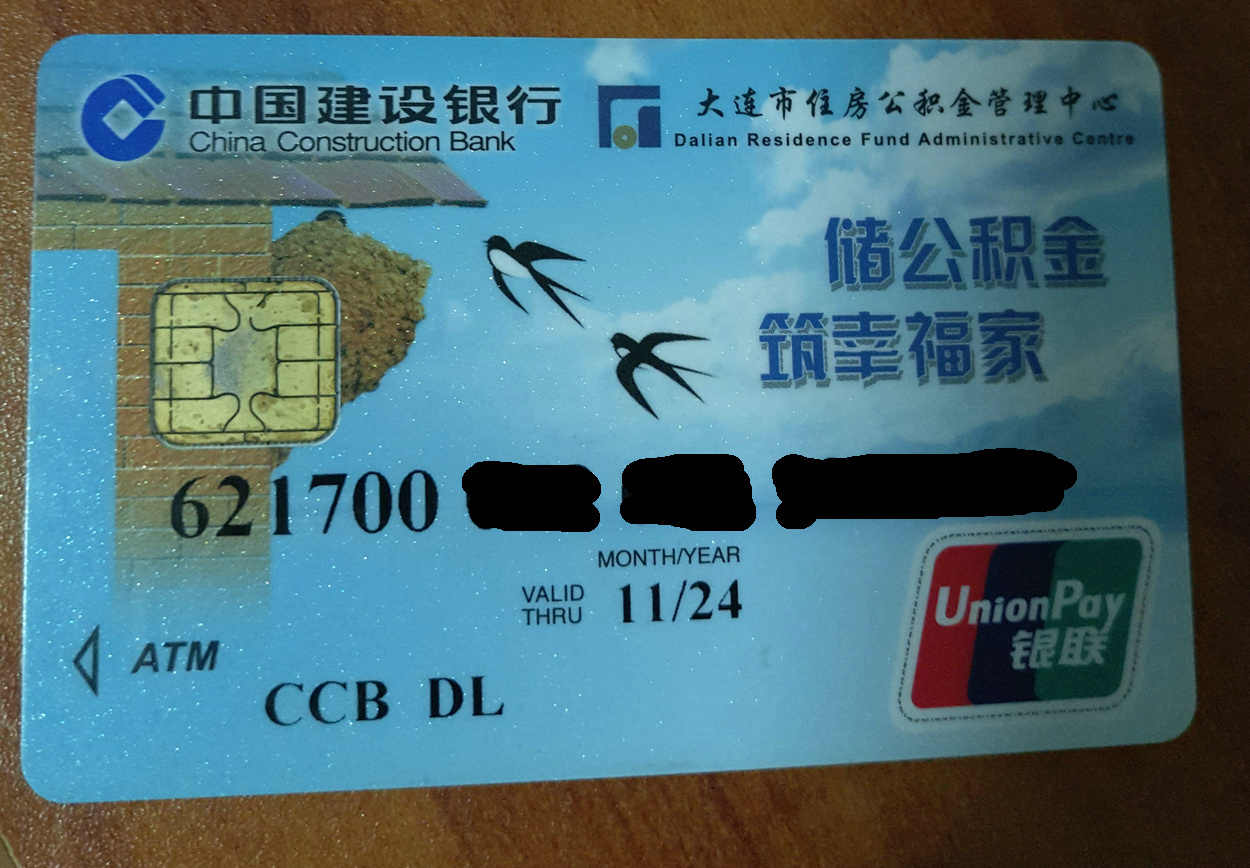 中国建设银行
China Construction Bank
大连市住房公积金管理中心
Dalian Residence Fund Administrative Centre
储公积金
筑幸福家
621700
MONTH/YEAR
VALID THRU 11/24
ATM
CCB DL
UnionPay
银联